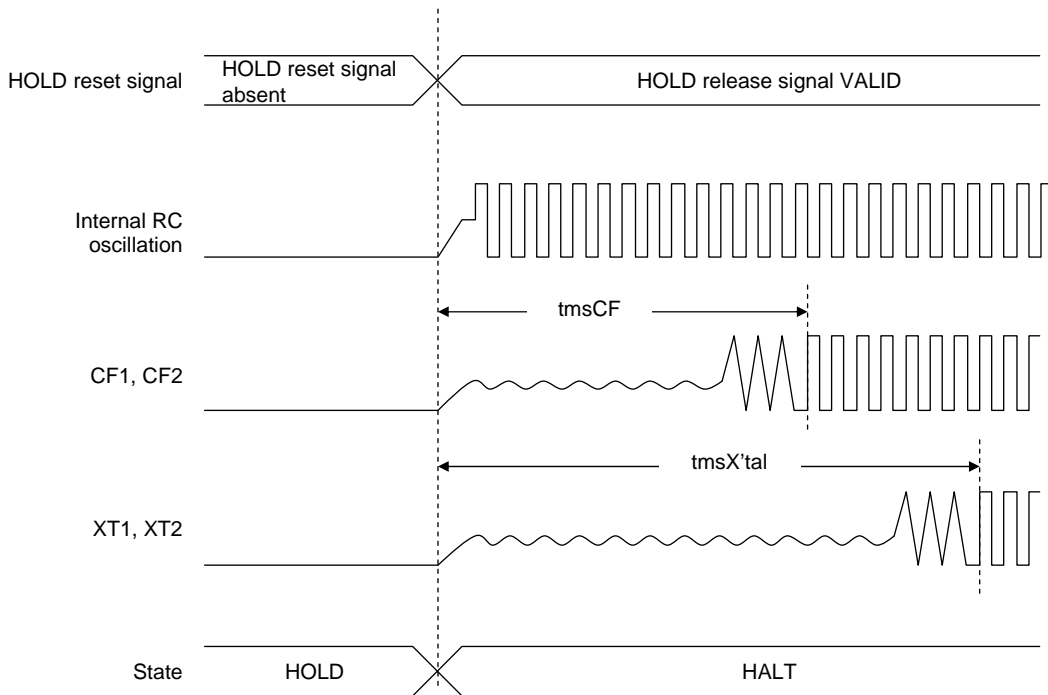 HOLD reset signal
HOLD reset signal
absent
HOLD release signal VALID
Internal RC
oscillation
tmsCF
CF1, CF2
tmsX'tal
XT1, XT2
State
HOLD
HALT